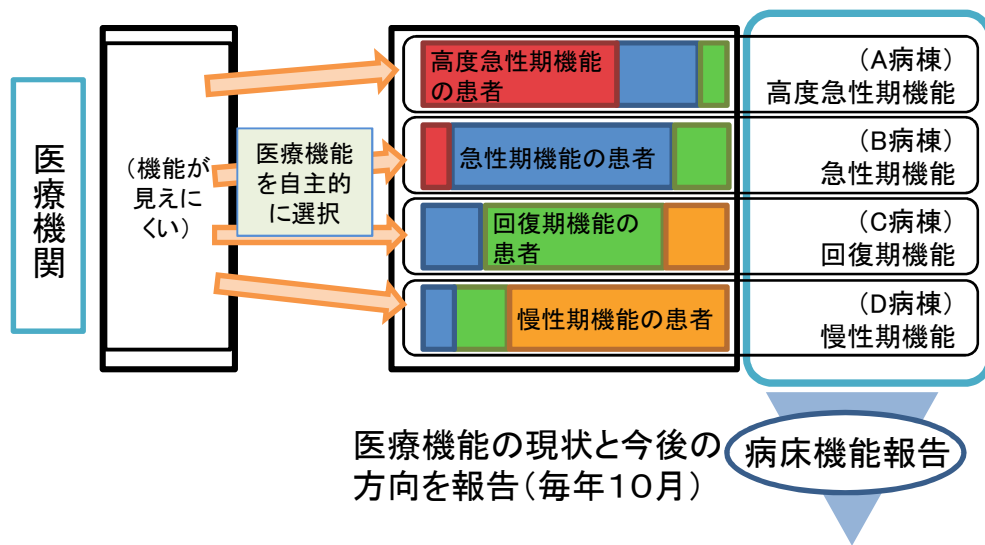 医療機関
(機能が
見えに
くい)
医療機能
を自主的
に選択
高度急性期機能
の患者
(A病棟)
高度急性期機能
急性期機能の患者
(B病棟)
急性期機能
回復期機能の
患者
(C病棟)
回復期機能
慢性期機能の患者
(D病棟)
慢性期機能
医療機能の現状と今後の
方向を報告(毎年10月)
病床機能報告